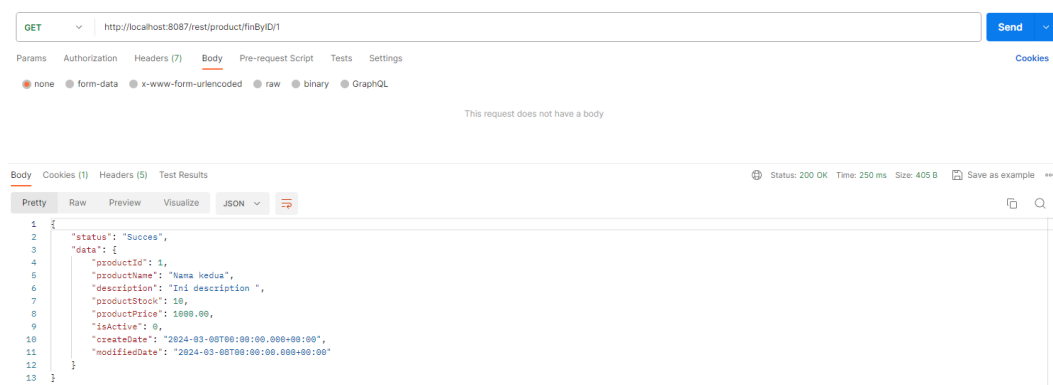 GET http://localhost:8087/rest/product/finByID/1 Send
Params Authorization Headers (7) Body Pre-request Script Tests Settings Cookies
none form-data x-www-form-urlencoded raw binary GraphQL
This request does not have a body
Body Cookies (1) Headers (5) Test Results Status: 200 OK Time: 250 ms Size: 405 B Save as example
Pretty Raw Preview Visualize JSON
1 {
2 "status": "Succes",
3 "data": {
4 "productId": 1,
5 "productName": "Nama kedua",
6 "description": "Ini description ",
7 "productStock": 10,
8 "productPrice": 1000.00,
9 "isActive": 0,
10 "createDate": "2024-03-08T00:00:00.000+00:00",
11 "modifiedDate": "2024-03-08T00:00:00.000+00:00"
12 }
13 }